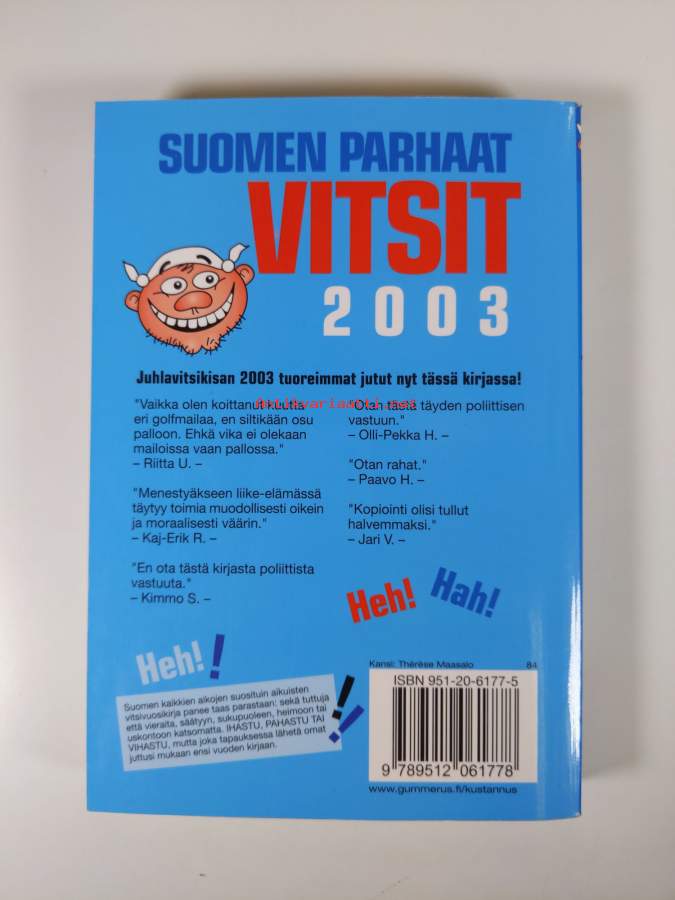 SUOMEN PARHAAT
VITSIT
2003
Juhlavitsikisan 2003 tuoreimmat jutut nyt tässä kirjassa!
"Vaikka olen koittanut kuutta
eri golfmailaa, en siltikään osu
palloon. Ehkä vika ei olekaan
mailoissa vaan pallossa."
– Riitta U. –
"Menestyäkseen liike-elämässä
täytyy toimia muodollisesti oikein
ja moraalisesti väärin."
– Kaj-Erik R. –
"En ota tästä kirjasta poliittista
vastuuta."
– Kimmo S. –
"Otan tästä täyden poliittisen
vastuun."
– Olli-Pekka H. –
"Otan rahat."
– Paavo H. –
"Kopiointi olisi tullut
halvemmaksi."
– Jari V. –
antikvariaatti.net
Heh! Hah!
Heh!!
Suomen kaikkien aikojen suosituin aikuisten
vitsivuosikirja panee taas parastaan: sekä tuttuja
että vieraita, säätyyn, sukupuoleen, heimoon tai
uskontoon katsomatta. IHASTU, PAHASTU TAI
VIHASTU, mutta joka tapauksessa lähetä omat
juttusi mukaan ensi vuoden kirjaan.
!!
Kansi: Thérèse Maasalo 84
ISBN 951-20-6177-5
9 789512 061778
www.gummerus.fi/kustannus